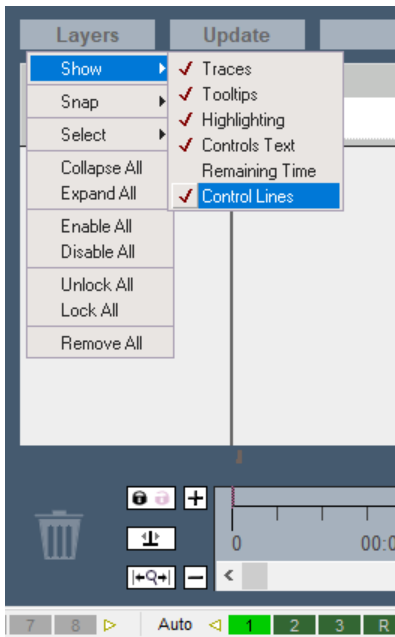 Layers Update
Show
Snap
Select
Collapse All
Expand All
Enable All
Disable All
Unlock All
Lock All
Remove All
Traces
Tooltips
Highlighting
Controls Text
Remaining Time
Control Lines
0 00:0
7 8 Auto 1 2 3 R